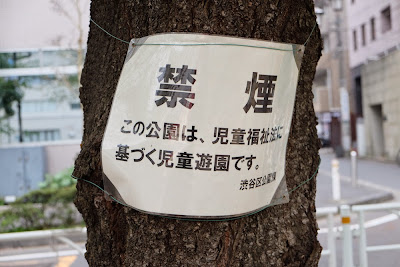 禁煙
この公園は、児童福祉法に
基づく児童遊園です。
渋谷区公園課